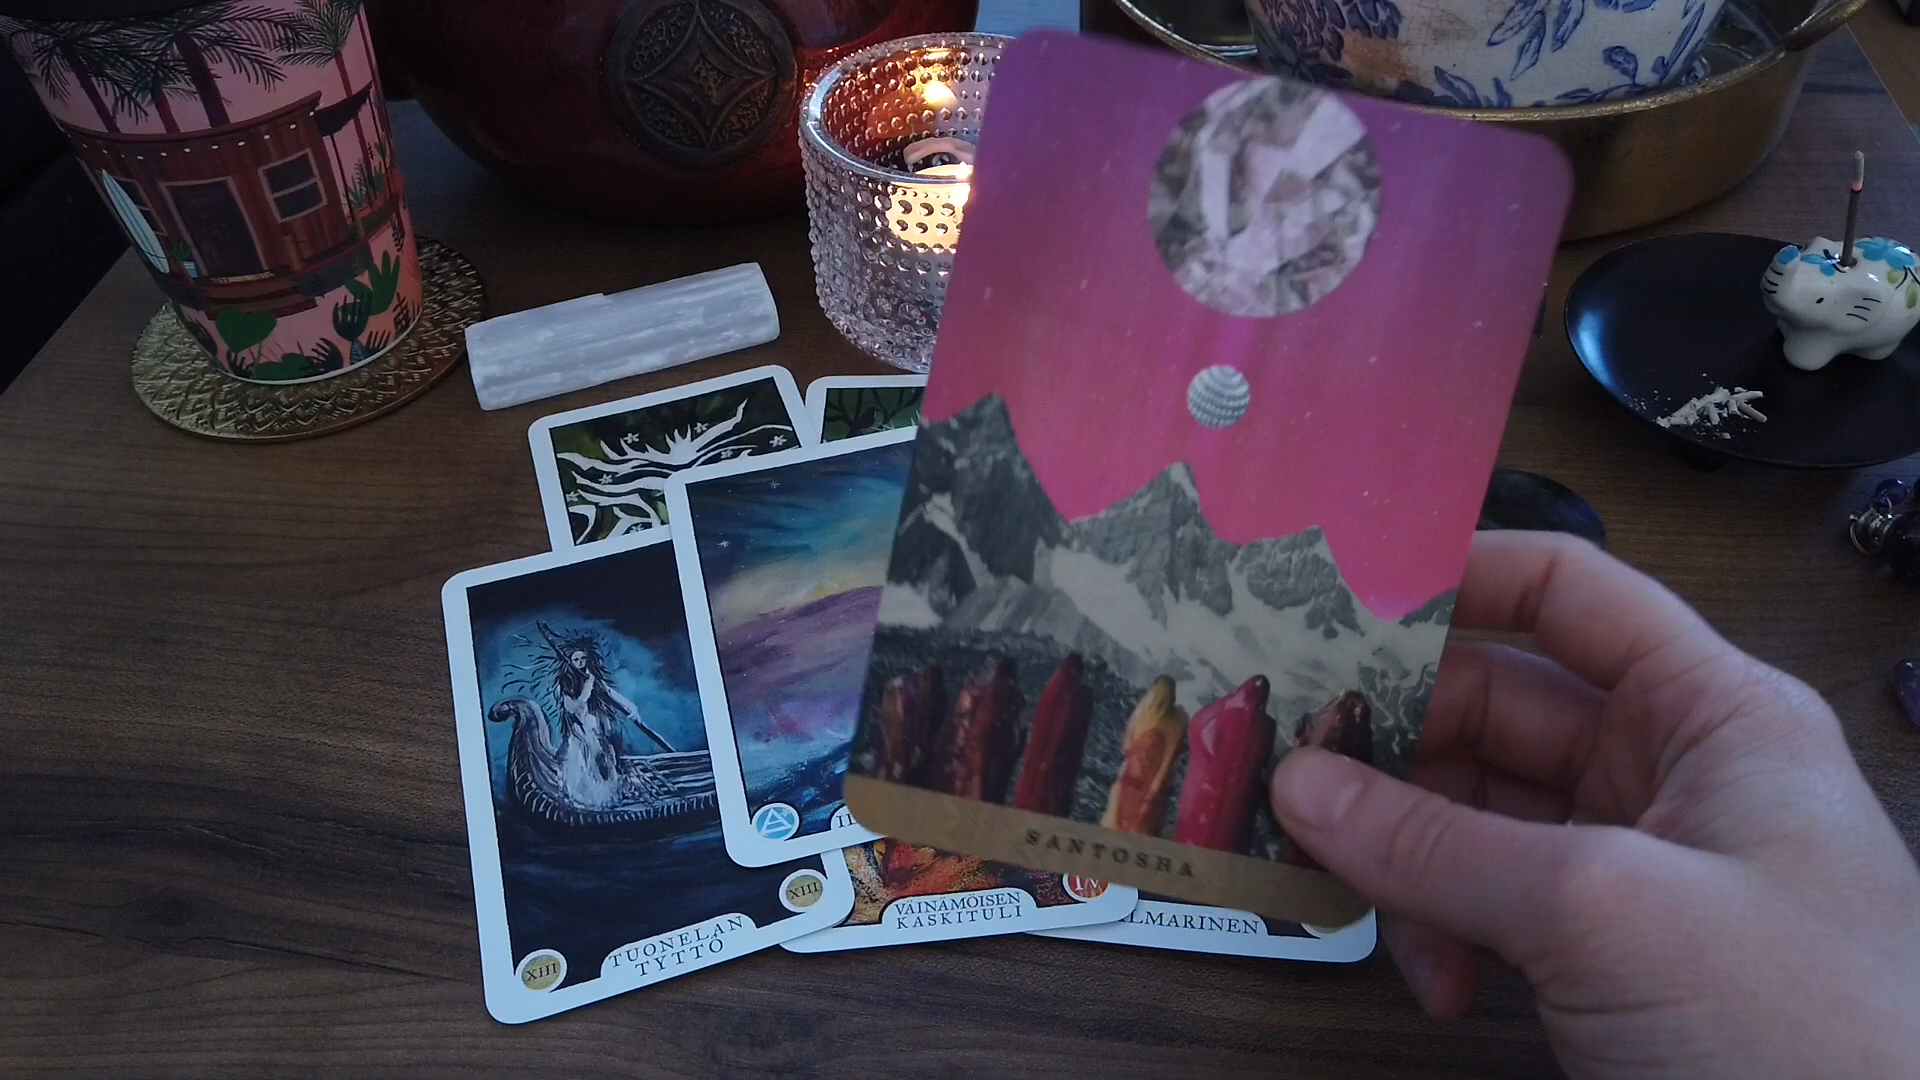 SANTOSHA
XIII
XIII
TUONELAN
TYTTÖ
VÄINÄMÖISEN
KASKITULI
LMARINEN